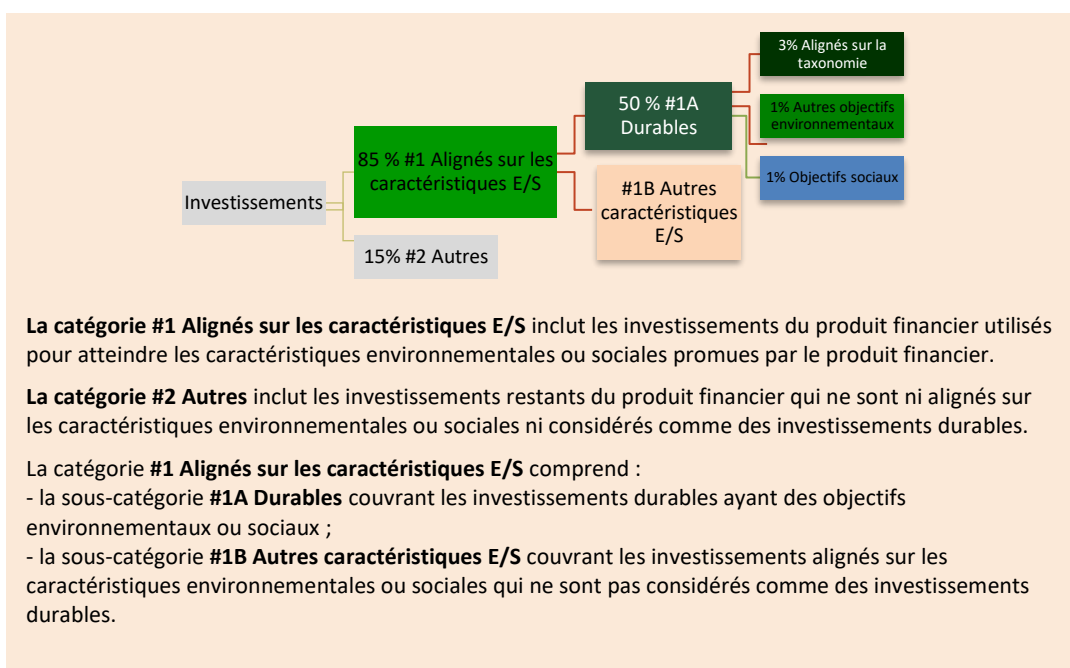 3% Alignés sur la
taxonomie
50 % #1A
Durables
1% Autres objectifs
environnementaux
85 % #1 Alignés sur les
caractéristiques E/S
1% Objectifs sociaux
#1B Autres
caractéristiques
E/S
Investissements
15% #2 Autres
La catégorie #1 Alignés sur les caractéristiques E/S inclut les investissements du produit financier utilisés
pour atteindre les caractéristiques environnementales ou sociales promues par le produit financier.
La catégorie #2 Autres inclut les investissements restants du produit financier qui ne sont ni alignés sur
les caractéristiques environnementales ou sociales ni considérés comme des investissements durables.
La catégorie #1 Alignés sur les caractéristiques E/S comprend :
- la sous-catégorie #1A Durables couvrant les investissements durables ayant des objectifs
environnementaux ou sociaux ;
- la sous-catégorie #1B Autres caractéristiques E/S couvrant les investissements alignés sur les
caractéristiques environnementales ou sociales qui ne sont pas considérés comme des investissements
durables.